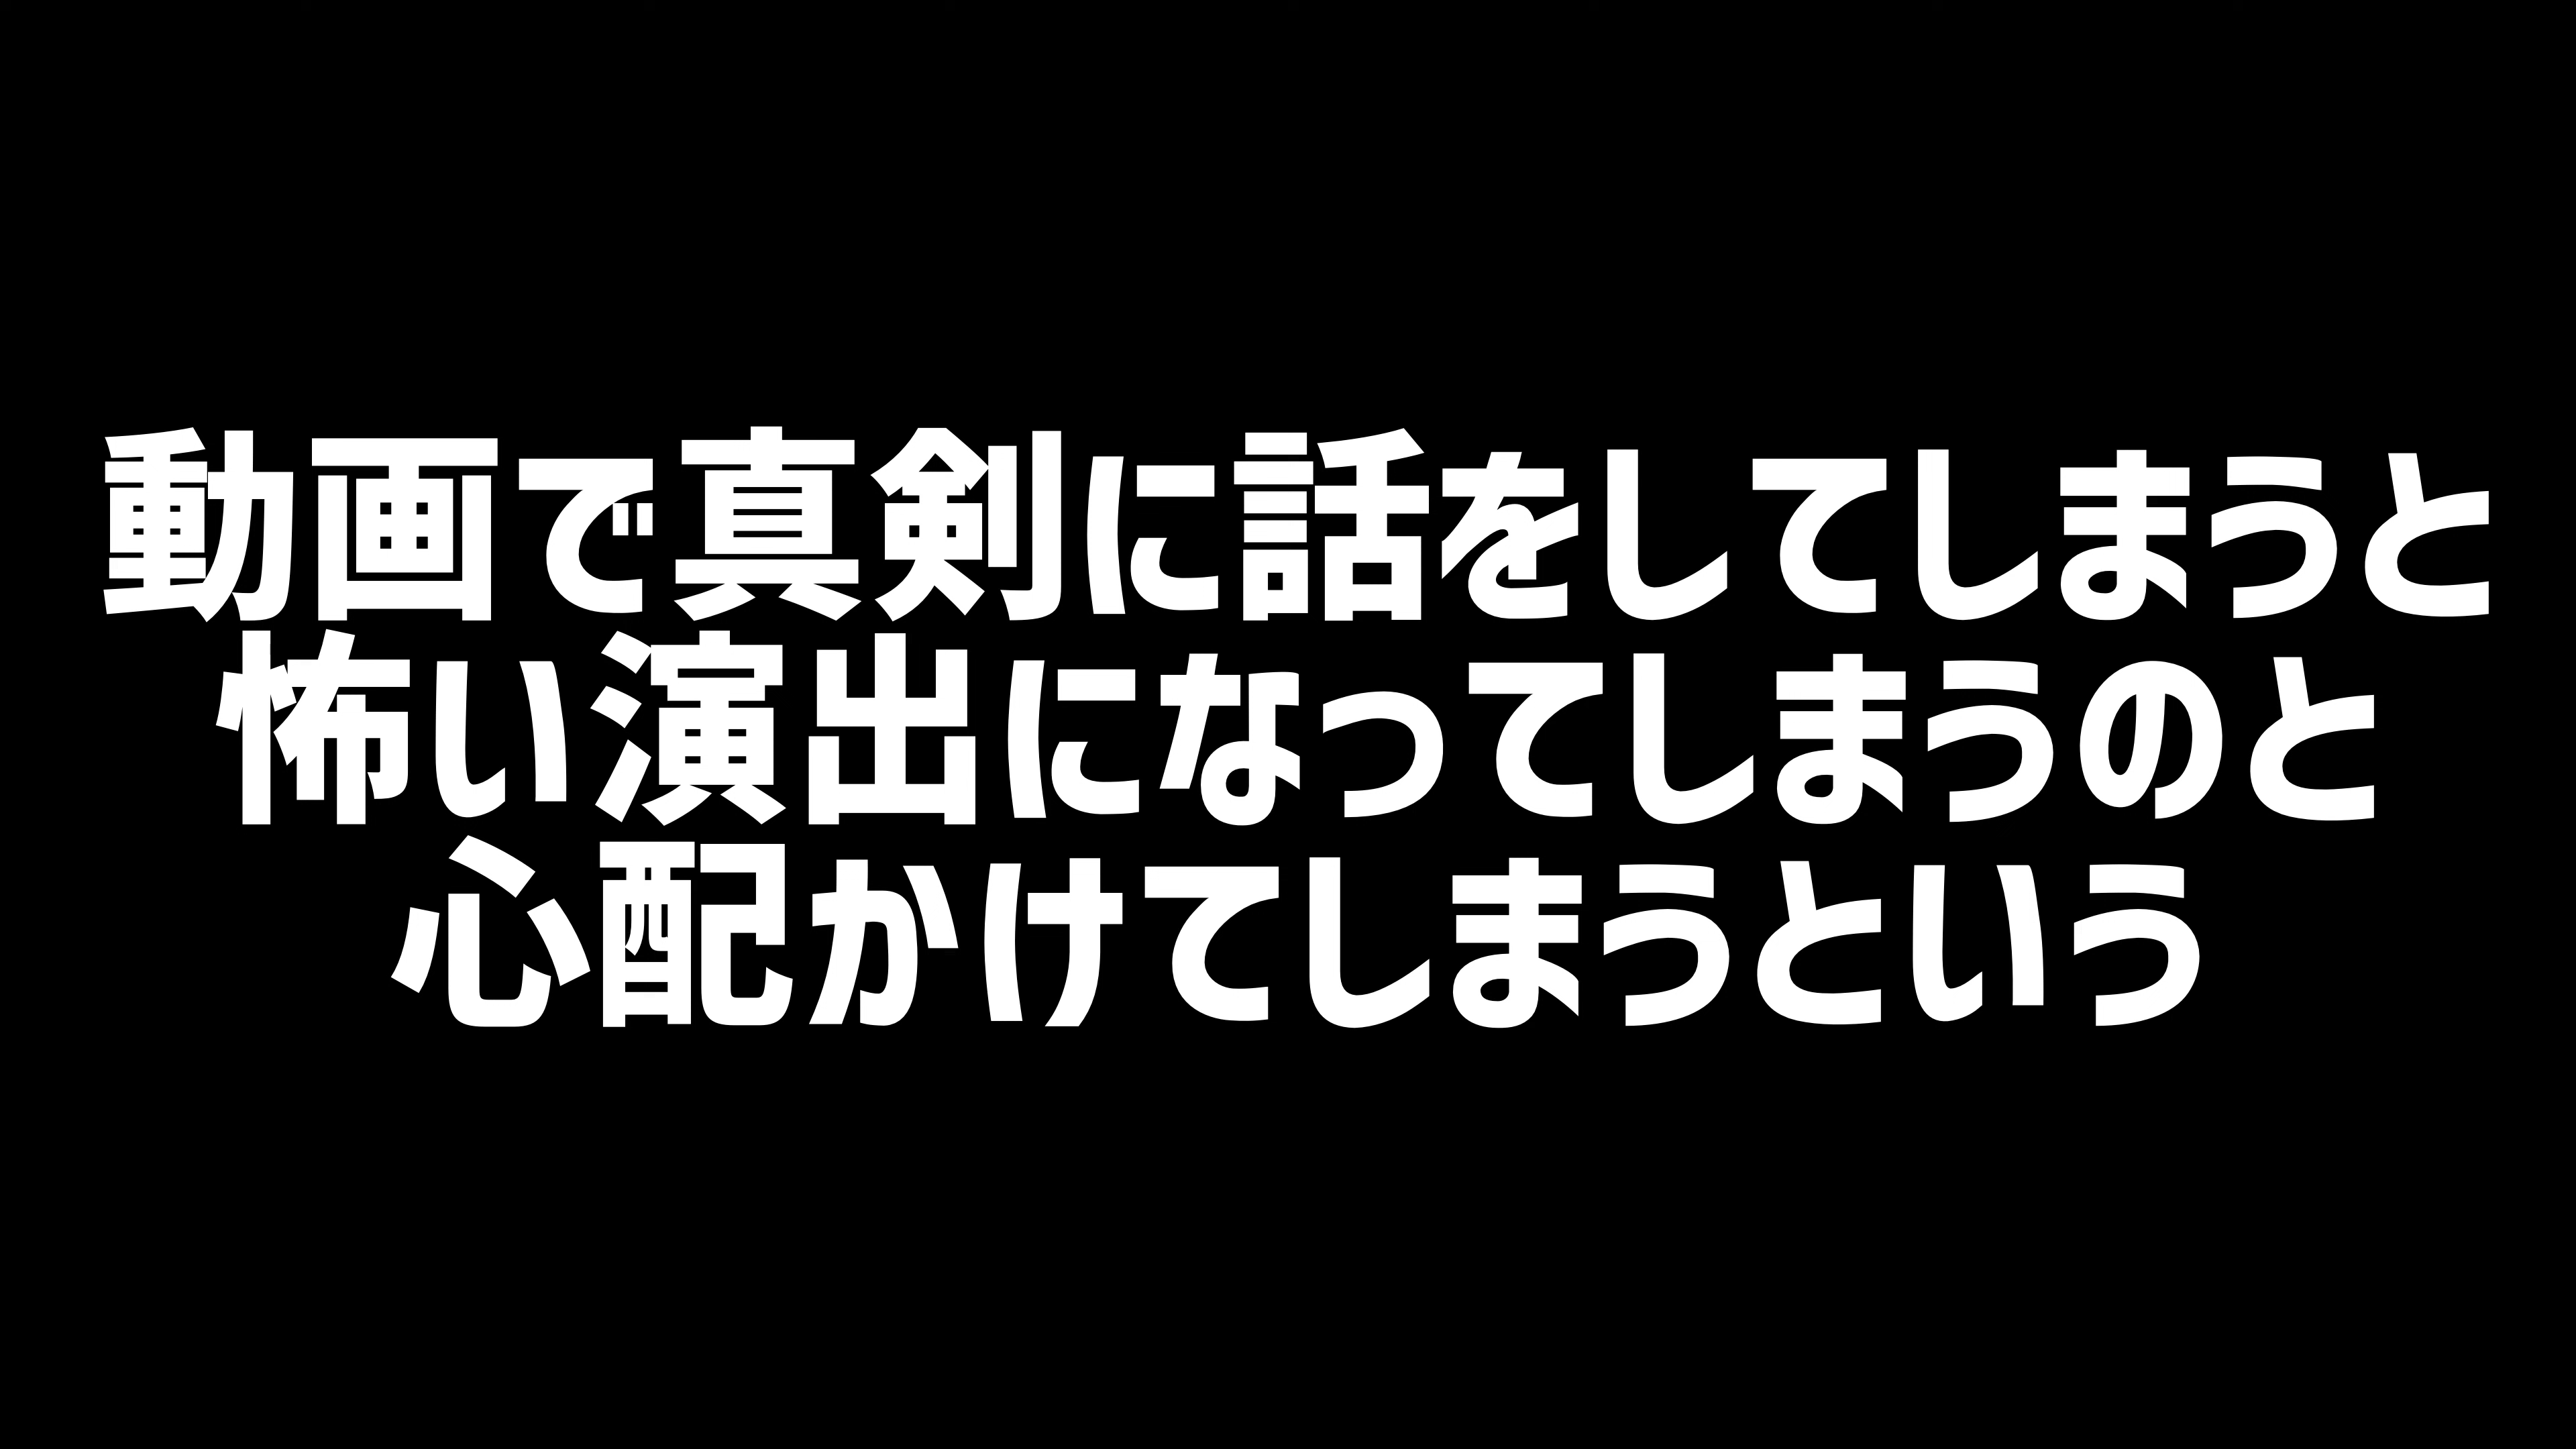 動画で真剣に話をしてしまうと
怖い演出になってしまうのと
心配かけてしまうという